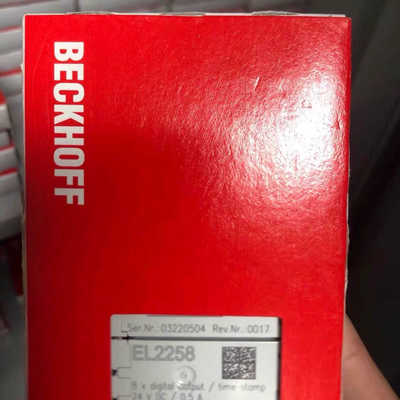 BECKHOFF
Ser.Nr.: 03220504 Rev.Nr.: 0017
EL2258
8 x digital output / time-stamp
24 V DC / 0.5 A